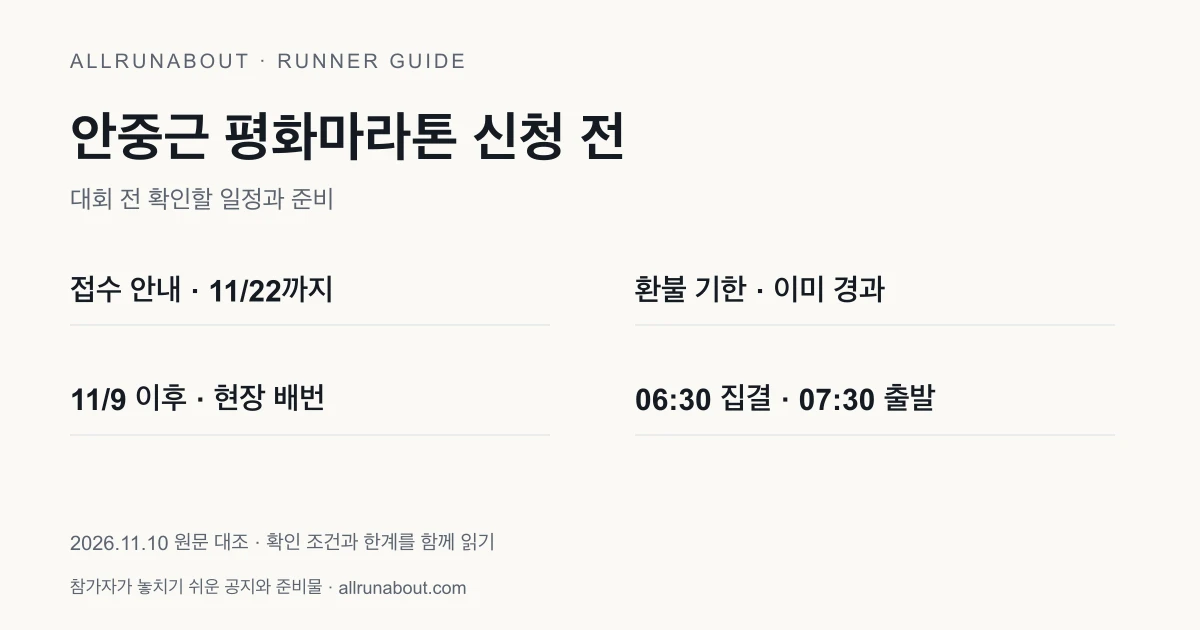 ALLRUNABOUT · RUNNER GUIDE
안중근 평화마라톤 신청 전
대회 전 확인할 일정과 준비
접수 안내 · 11/22까지
환불 기한 · 이미 경과
11/9 이후 · 현장 배번
06:30 집결 · 07:30 출발
2026.11.10 원문 대조 · 확인 조건과 한계를 함께 읽기
참가자가 놓치기 쉬운 공지와 준비물 · allrunabout.com